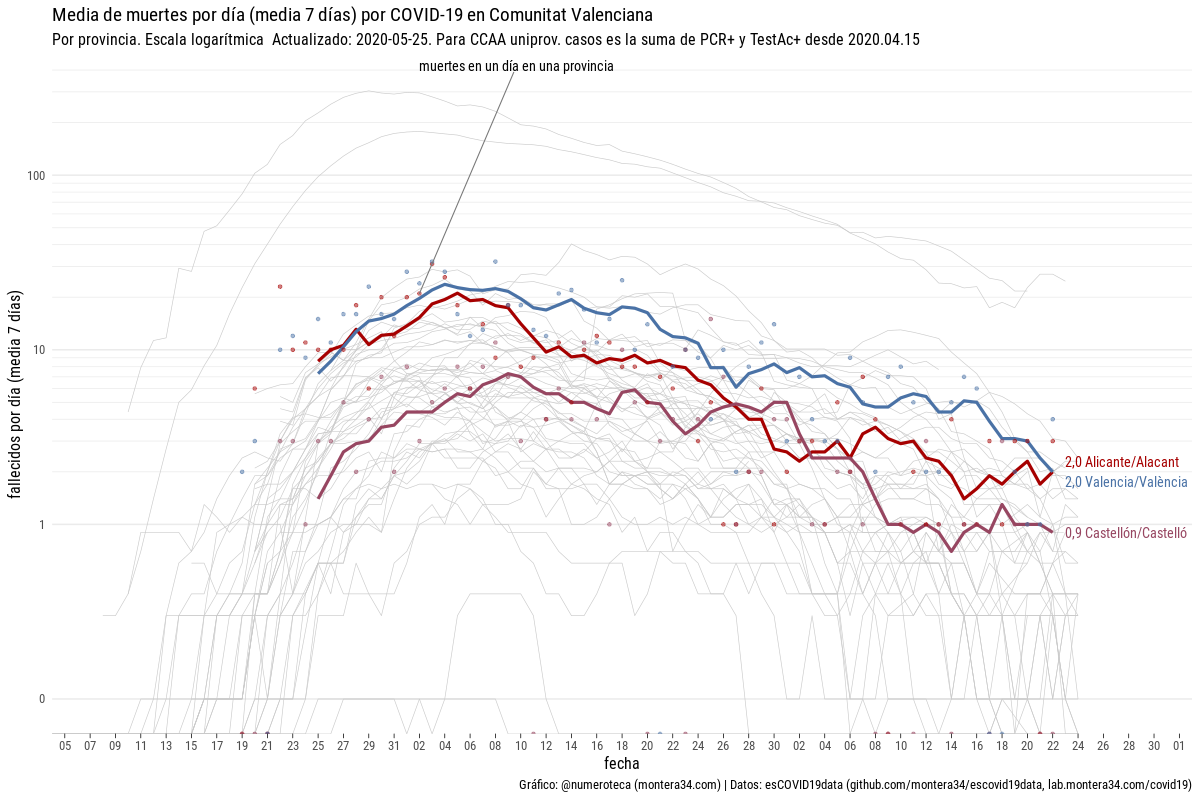 Media de muertes por día (media 7 días) por COVID-19 en Comunitat Valenciana
Por provincia. Escala logarítmica  Actualizado: 2020-05-25. Para CCAA uniprov. casos es la suma de PCR+ y TestAc+ desde 2020.04.15
muertes en un día en una provincia
fallecidos por día (media  7 días)
100
10
1
0
2,0 Alicante/Alacant
2,0 Valencia/València
0,9 Castellón/Castelló
05 07 09 11 13 15 17 19 21 23 25 27 29 31 02 04 06 08 10 12 14 16 18 20 22 24 26 28 30 02 04 06 08 10 12 14 16 18 20 22 24 26 28 30 01
fecha
Gráfico: @numeroteca (montera34.com) | Datos: esCOVID19data (github.com/montera34/escovid19data, lab.montera34.com/covid19)